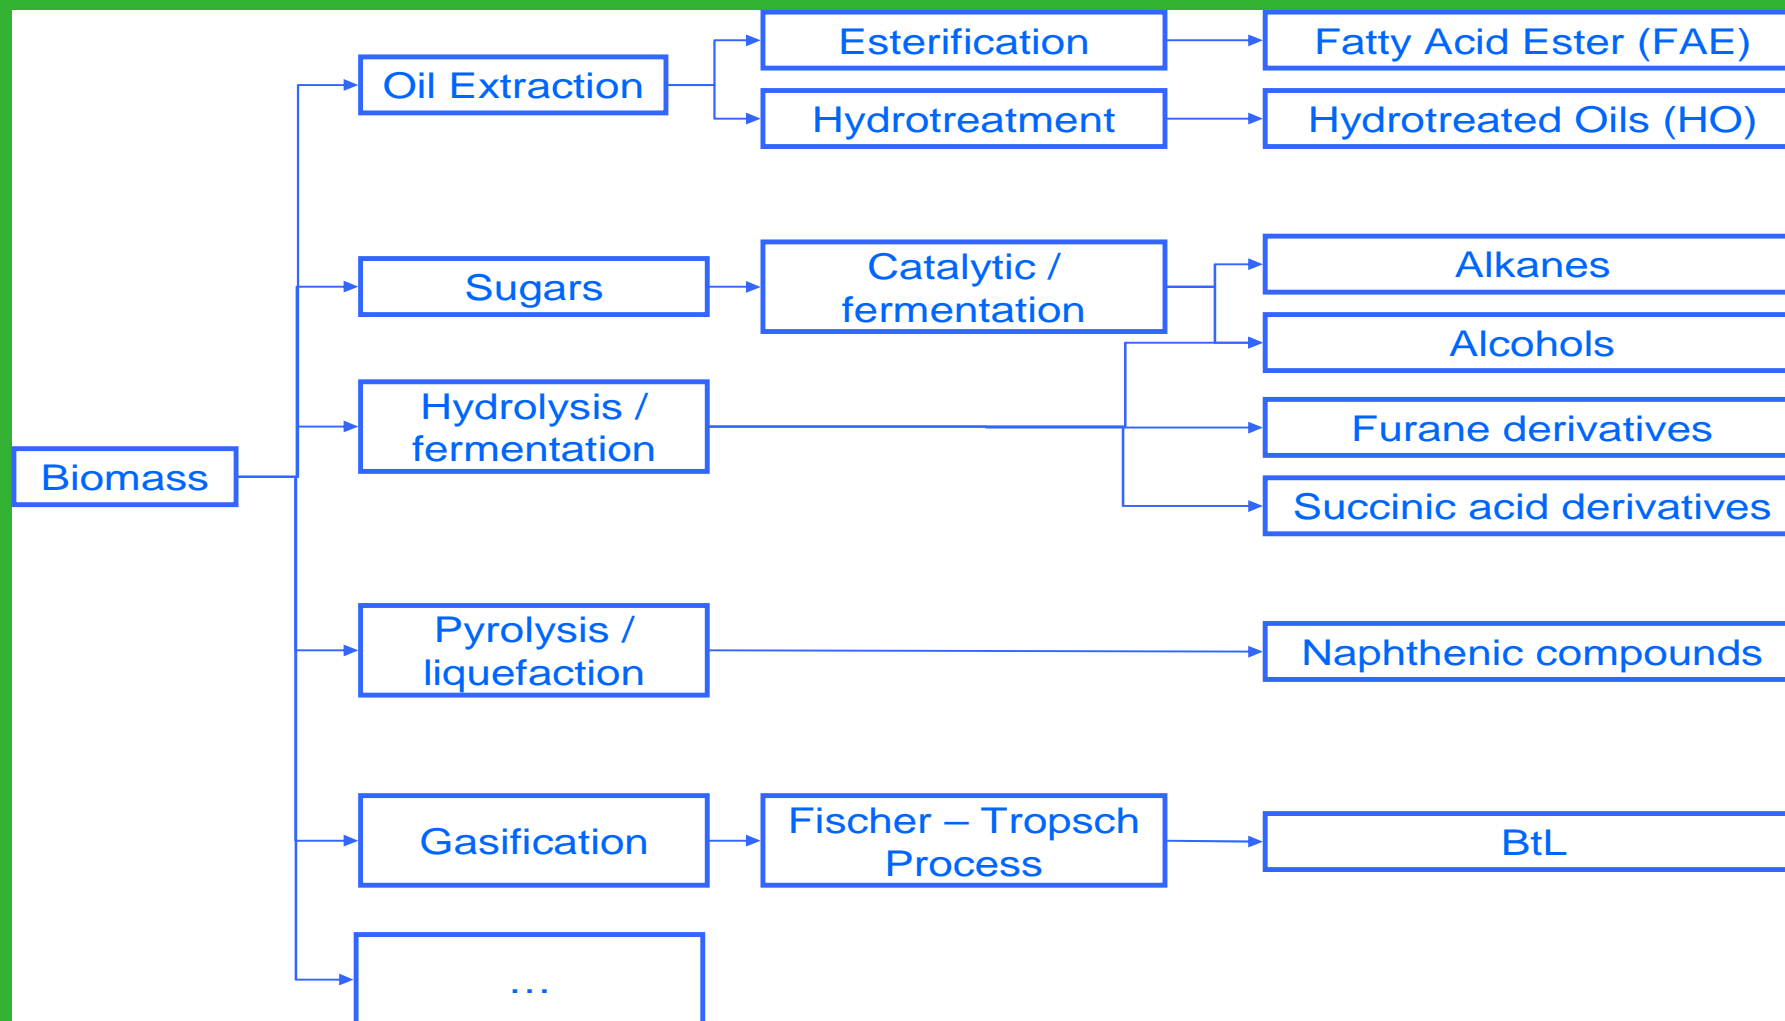 Esterification
Fatty Acid Ester (FAE)
Oil Extraction
Hydrotreatment
Hydrotreated Oils (HO)
Sugars
Catalytic /
fermentation
Alkanes
Alcohols
Hydrolysis /
fermentation
Furane derivatives
Biomass
Succinic acid derivatives
Pyrolysis /
liquefaction
Naphthenic compounds
Gasification
Fischer – Tropsch
Process
BtL
...